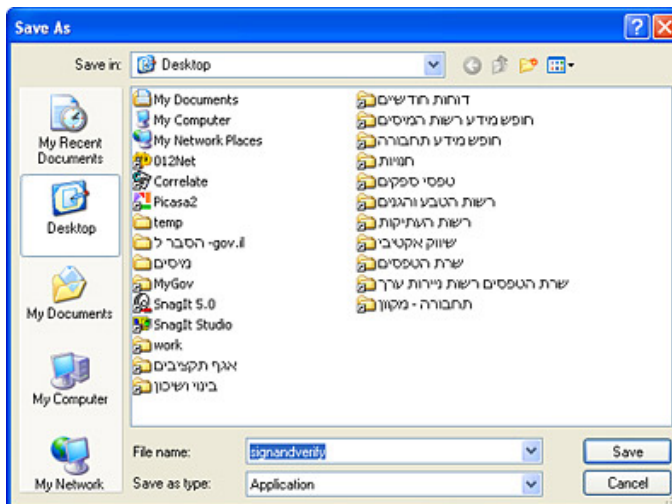 Save As
Save in: Desktop
My Recent Documents
Desktop
My Documents
My Computer
My Network
My Documents
My Computer
My Network Places
012Net
Correlate
Picasa2
temp
הסבר ל -gov.il
מיסים
MyGov
SnagIt 5.0
SnagIt Studio
work
אגף תקציבים
בינוי ושיכון
דוחות חודשיים
חופש מידע רשות המיסים
חופש מידע תחבורה
חנויות
טפסי ספקים
רשות הטבע והגנים
רשות העתיקות
שיווק אקטיבי
שרת הטפסים
שרת הטפסים רשות ניירות ערך
תחבורה - מקוון
File name: signandverify
Save
Save as type: Application
Cancel